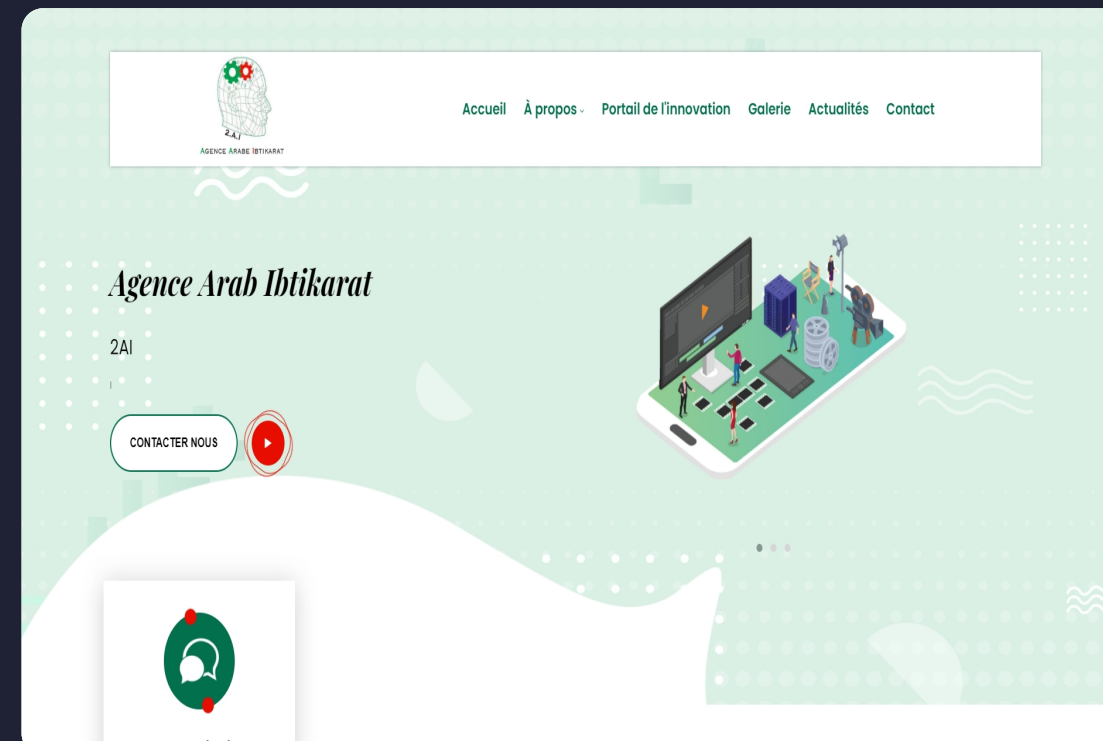 2.A.I
AGENCE ARABE IBTIKARAT
Accueil À propos Portail de l'innovation Galerie Actualités Contact
Agence Arab Ibtikarat
2AI
CONTACTER NOUS